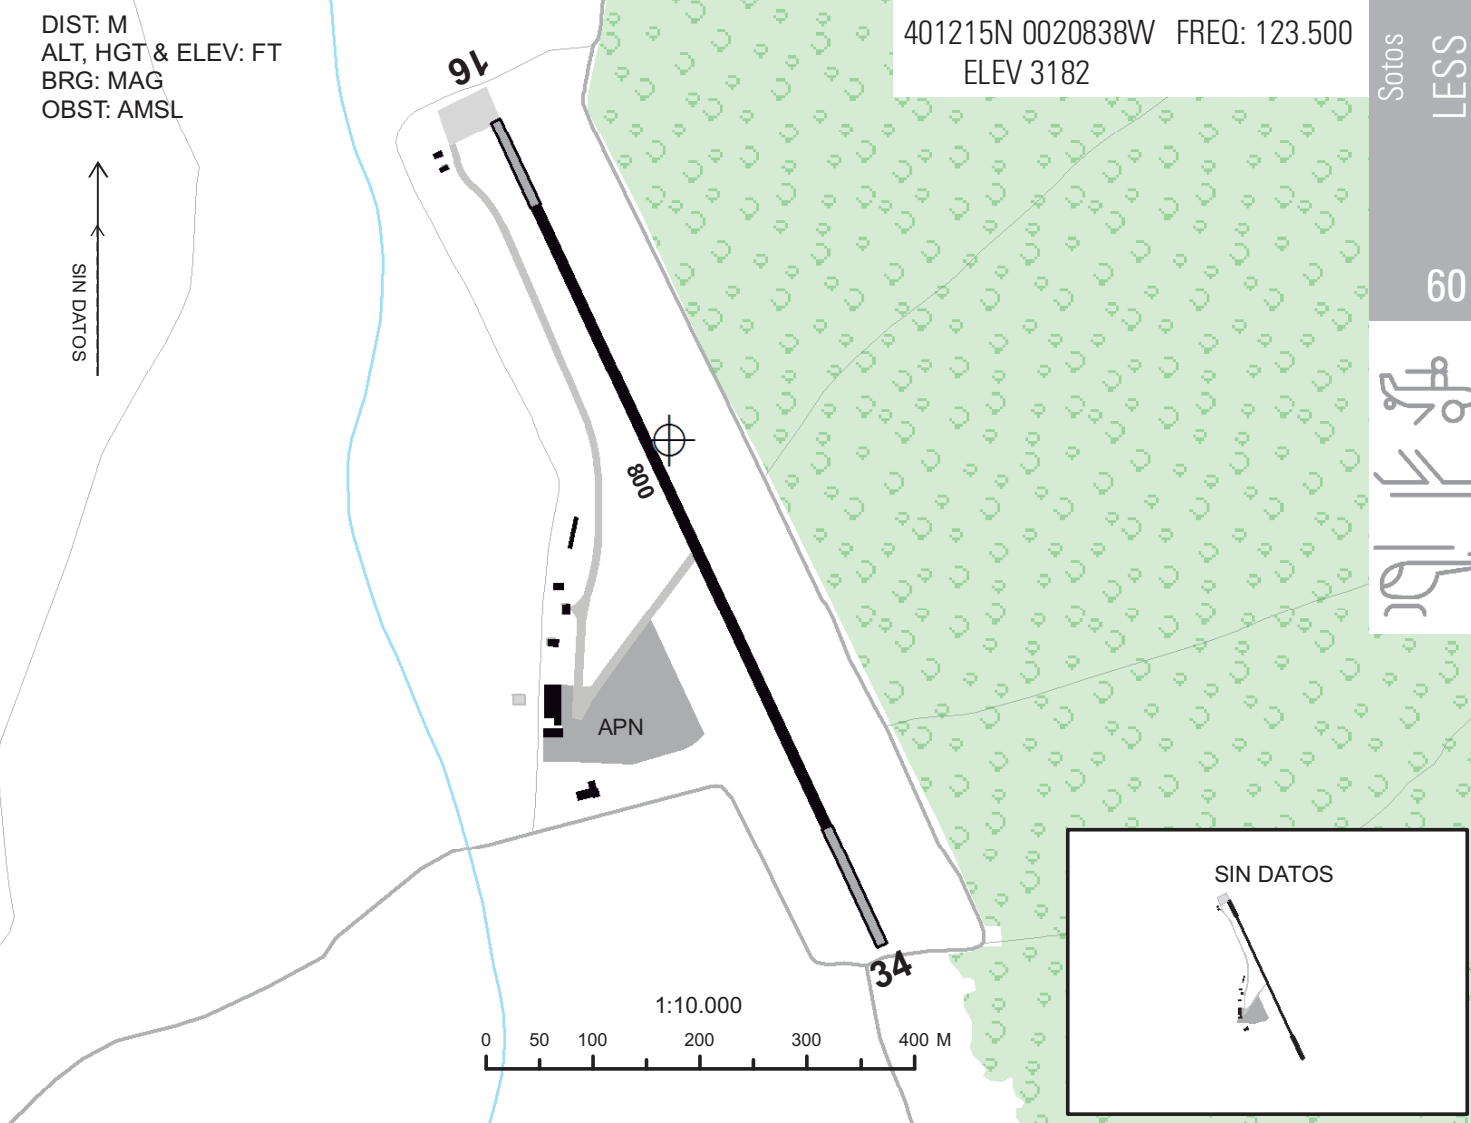 DIST: M
ALT, HGT & ELEV: FT
BRG: MAG
OBST: AMSL
SIN DATOS
16
401215N 0020838W FREQ: 123.500
ELEV 3182
Sotos
LESS
60
800
APN
34
1:10.000
0 50 100 200 300 400 M
SIN DATOS